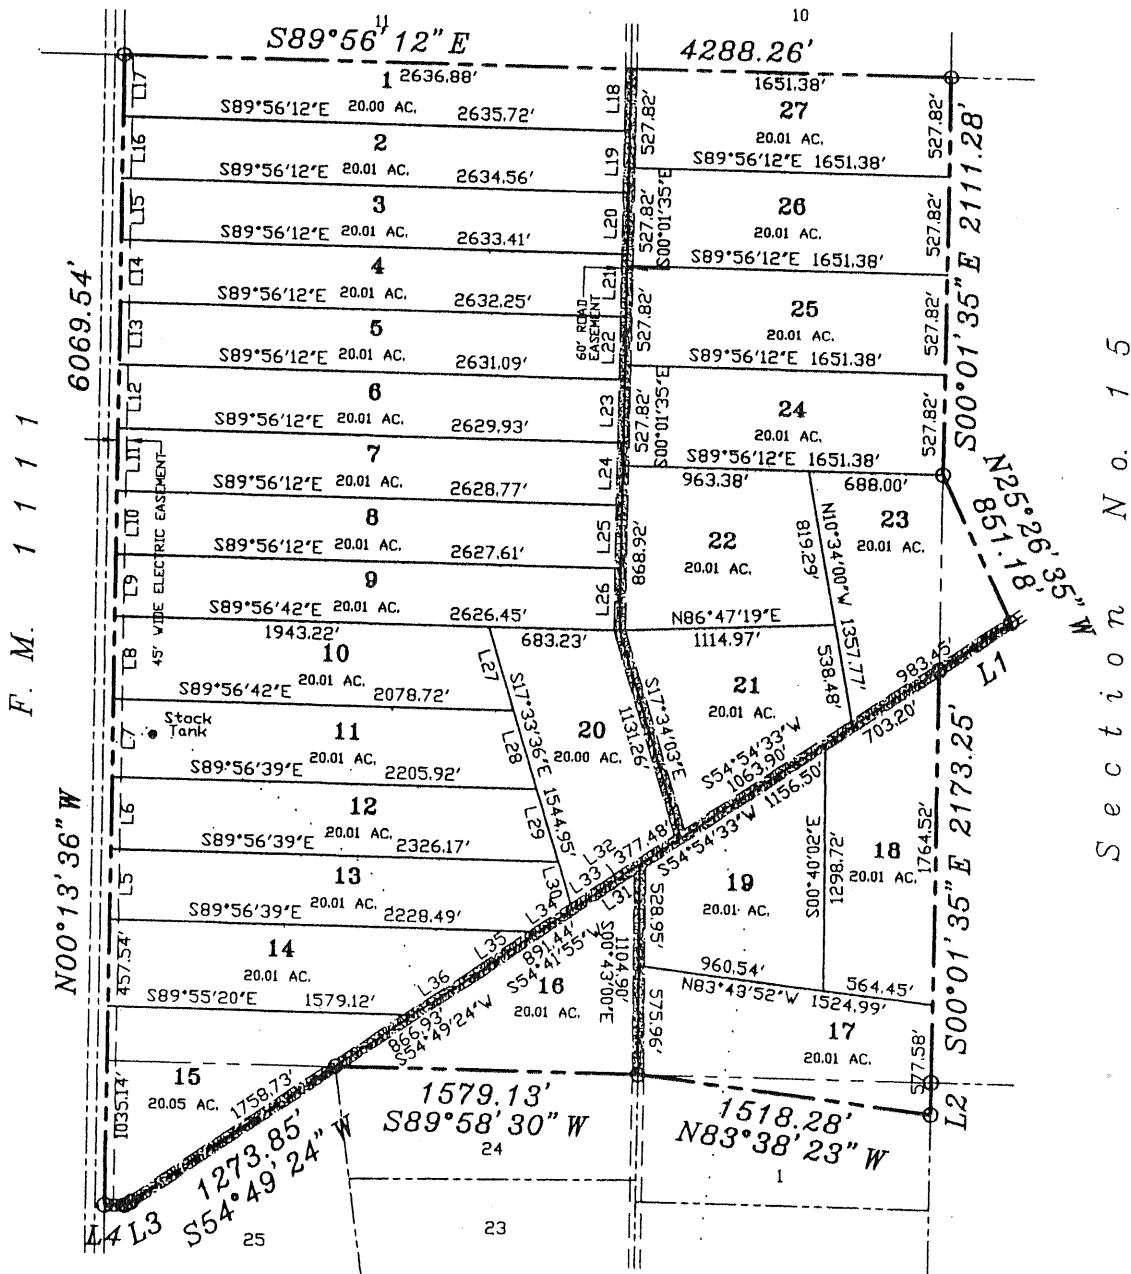 11
10
S89°56'12" E
4288.26'
L17
1 2636.88'
L18
1651.38'
S89°56'12"E 20.00 AC. 2635.72'
527.82'
27
20.01 AC.
527.82'
L16
2
L19
S89°56'12"E 1651.38'
S89°56'12"E 20.01 AC. 2634.56'
L15
3
L20
527.82'
S00°01'35"E
26
20.01 AC.
527.82'
S00°01'35"E 2111.28'
S89°56'12"E 20.01 AC. 2633.41'
S89°56'12"E 1651.38'
L14
4
L21
S89°56'12"E 20.01 AC. 2632.25'
60' ROAD
EASEMENT
527.82'
25
20.01 AC.
527.82'
6069.54'
L13
5
L22
S89°56'12"E 20.01 AC. 2631.09'
S89°56'12"E 1651.38'
L12
6
L23
527.82'
S00°01'35"E
24
20.01 AC.
527.82'
S89°56'12"E 20.01 AC. 2629.93'
S89°56'12"E 1651.38'
F. M. 1111
Section No. 15
L11
45' WIDE ELECTRIC EASEMENT
7
L24
963.38'
688.00'
N25°26'35" W
851.18'
S89°56'12"E 20.01 AC. 2628.77'
L10
8
L25
868.92'
22
20.01 AC.
N10°34'00"W 1357.77'
819.29'
23
20.01 AC.
S89°56'12"E 20.01 AC. 2627.61'
L9
9
L26
S89°56'42"E 20.01 AC. 2626.45'
N86°47'19"E
1943.22'
683.23'
1114.97'
L8
10
20.01 AC.
L27
S17°33'36"E 1544.95'
S17°34'03"E
1131.26'
21
20.01 AC.
538.48'
983.45'
L1
S89°56'42"E 2078.72'
703.20'
Stock
Tank
L7
11
20.01 AC.
L28
20
20.00 AC.
S54°54'33"W
1063.90'
S89°56'39"E 2205.92'
1156.50'
S54°54'33"W
S00°01'35"E 2173.25'
N00°13'36" W
L6
12
20.01 AC.
L29
S89°56'39"E 2326.17'
L32
1377.48'
S00°40'02"E
1298.72'
18
20.01 AC.
1764.52'
L5
13
20.01 AC.
L30
L33
L31
19
20.01 AC.
S89°56'39"E 2228.49'
L34
528.95'
457.54'
14
20.01 AC.
L35
891.44'
S54°41'55"W
1104.90'
S00°43'00"E
960.54'
564.45'
N83°43'52"W 1524.99'
S89°55'20"E 1579.12'
L36
16
20.01 AC.
575.96'
866.93'
S54°49'24"W
17
20.01 AC.
577.58'
15
20.05 AC.
1035.14'
1758.73'
1579.13'
S89°58'30" W
1518.28'
N83°38'23" W
L2
1273.85'
S54°49'24" W
24
1
L4 L3
25
23